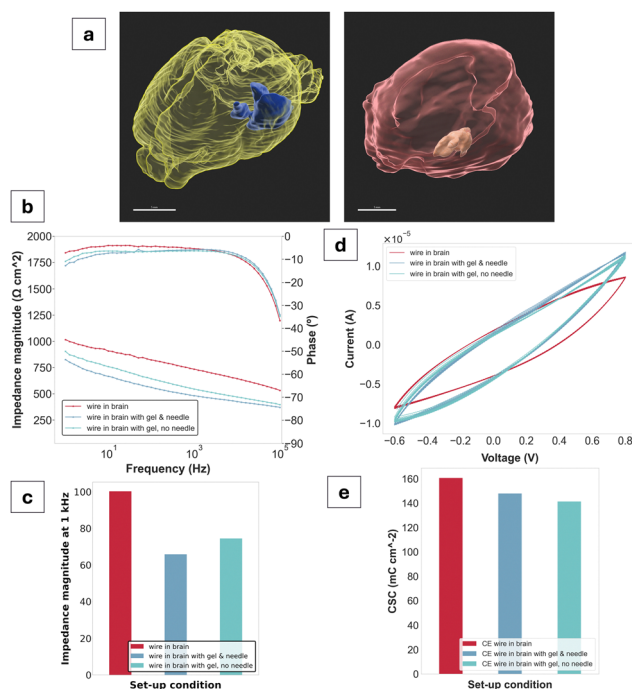 a
b
2000
1750
1500
1250
1000
750
500
250
Impedance magnitude (Ω cm^2)
0
-10
-20
-30
-40
-50
-60
-70
-80
-90
Phase (º)
wire in brain
wire in brain with gel & needle
wire in brain with gel, no needle
10^1
10^3
10^5
Frequency (Hz)
d
×10^-5
1.0
0.5
0.0
-0.5
-1.0
Current (A)
wire in brain
wire in brain with gel & needle
wire in brain with gel, no needle
-0.6 -0.4 -0.2 0.0 0.2 0.4 0.6 0.8
Voltage (V)
c
100
80
60
40
20
0
Impedance magnitude at 1 kHz
wire in brain
wire in brain with gel & needle
wire in brain with gel, no needle
Set-up condition
e
160
140
120
100
80
60
40
20
0
CSC (mC cm^-2)
CE wire in brain
CE wire in brain with gel & needle
CE wire in brain with gel, no needle
Set-up condition